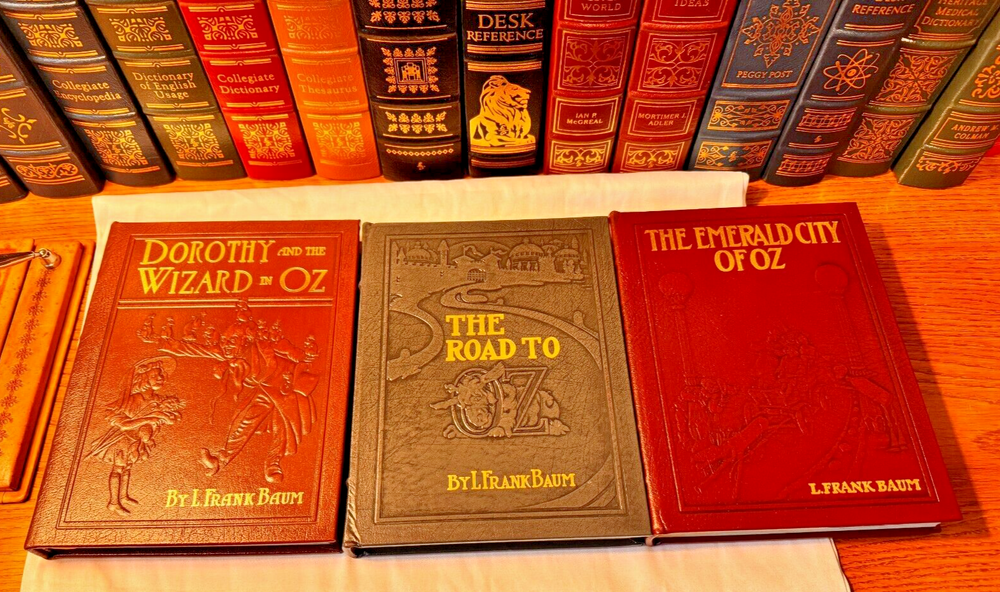 Collegiate
Encyclopedia
Dictionary
of English
Usage
Collegiate
Dictionary
Collegiate
Thesaurus
DESK
REFERENCE
WORLD
IAN P.
McGREAL
IDEAS
MORTIMER J.
ADLER
PEGGY POST
REFERENCE
HERITAGE
MEDICAL
DICTIONARY
DOROTHY AND THE
WIZARD IN OZ
BY L. FRANK BAUM
THE
ROAD TO
OZ
BY L. FRANK BAUM
THE EMERALD CITY
OF OZ
L. FRANK BAUM